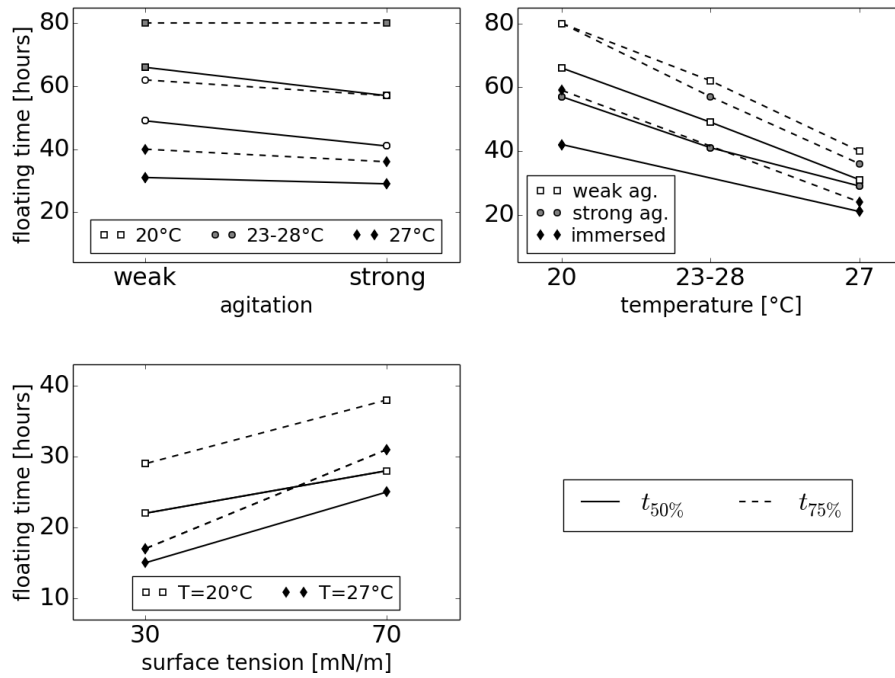 floating time [hours]
80
60
40
20
20°C 23-28°C 27°C
weak strong
agitation
80
60
40
20
weak ag.
strong ag.
immersed
20 23-28 27
temperature [°C]
floating time [hours]
40
30
20
10
T=20°C T=27°C
30 70
surface tension [mN/m]
t50% t75%